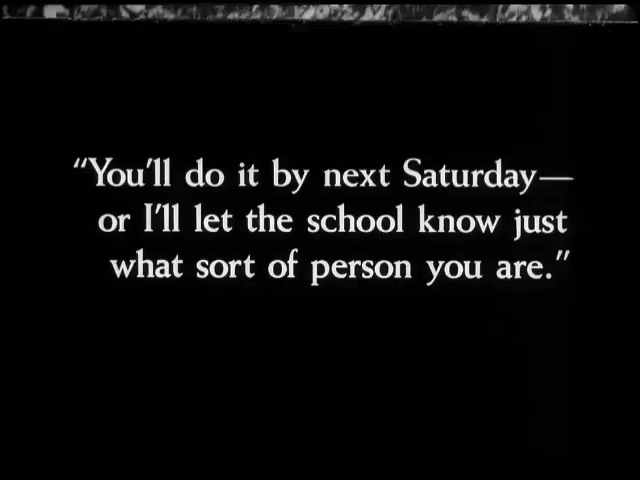 “You’ll do it by next Saturday—
or I’ll let the school know just
what sort of person you are.”